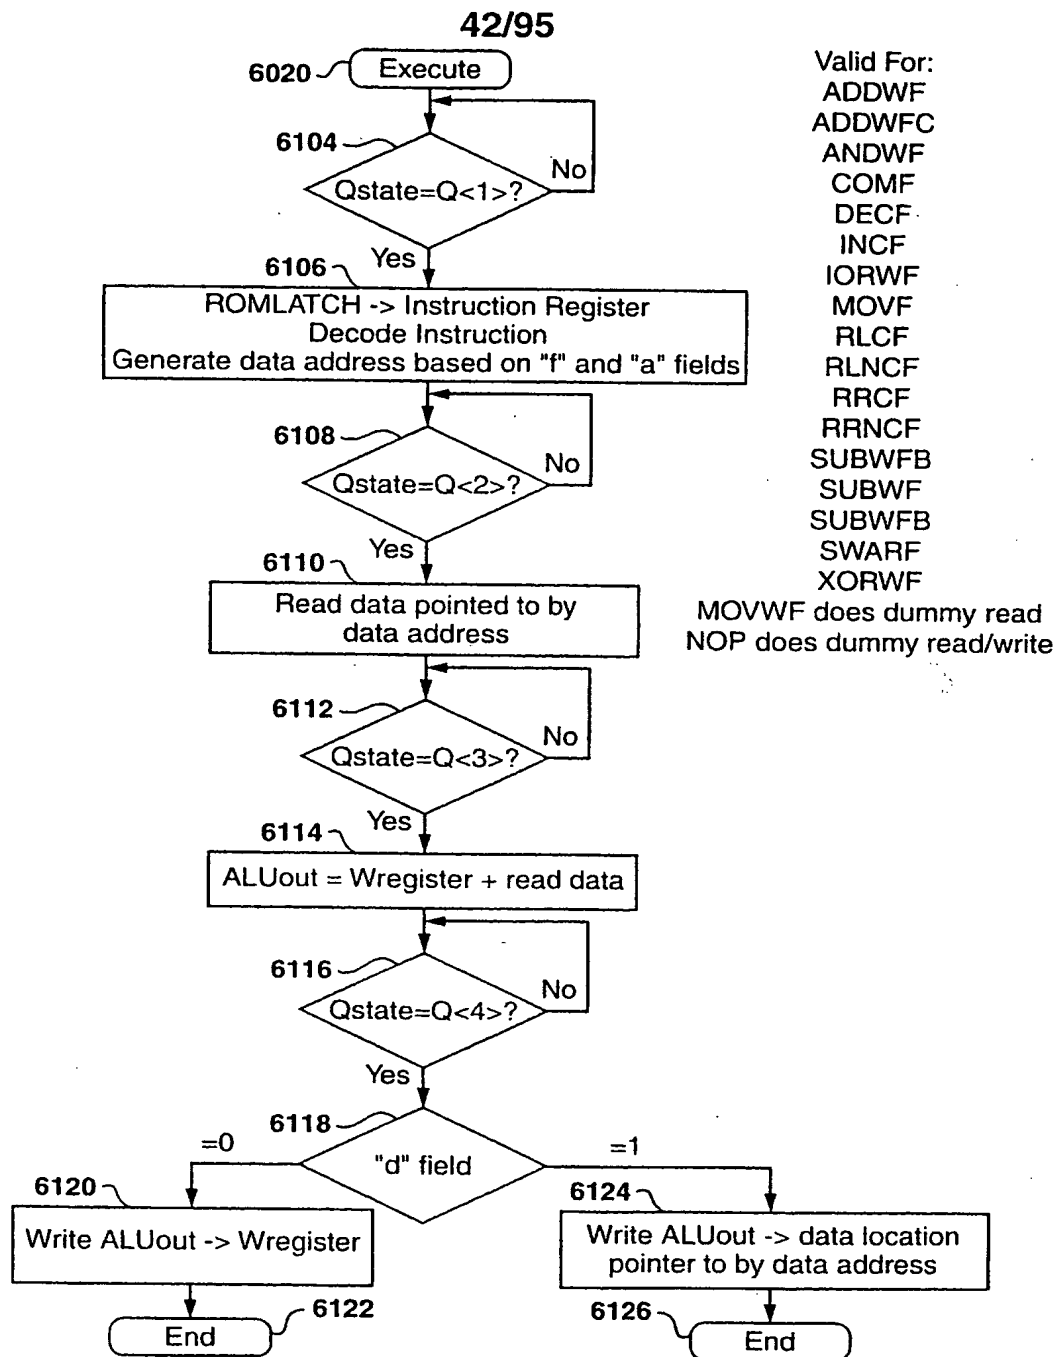 42/95
6020
Execute
6104
Qstate=Q<1>?
No
Yes
6106
ROMLATCH -> Instruction Register
Decode Instruction
Generate data address based on "f" and "a" fields
6108
Qstate=Q<2>?
No
Yes
6110
Read data pointed to by
data address
6112
Qstate=Q<3>?
No
Yes
6114
ALUout = Wregister + read data
6116
Qstate=Q<4>?
No
Yes
6118
"d" field
=0
=1
6120
Write ALUout -> Wregister
6122
End
6124
Write ALUout -> data location
pointer to by data address
6126
End
Valid For:
ADDWF
ADDWFC
ANDWF
COMF
DECF
INCF
IORWF
MOVF
RLCF
RLNCF
RRCF
RRNCF
SUBWFB
SUBWF
SUBWFB
SWARF
XORWF
MOVWF does dummy read
NOP does dummy read/write